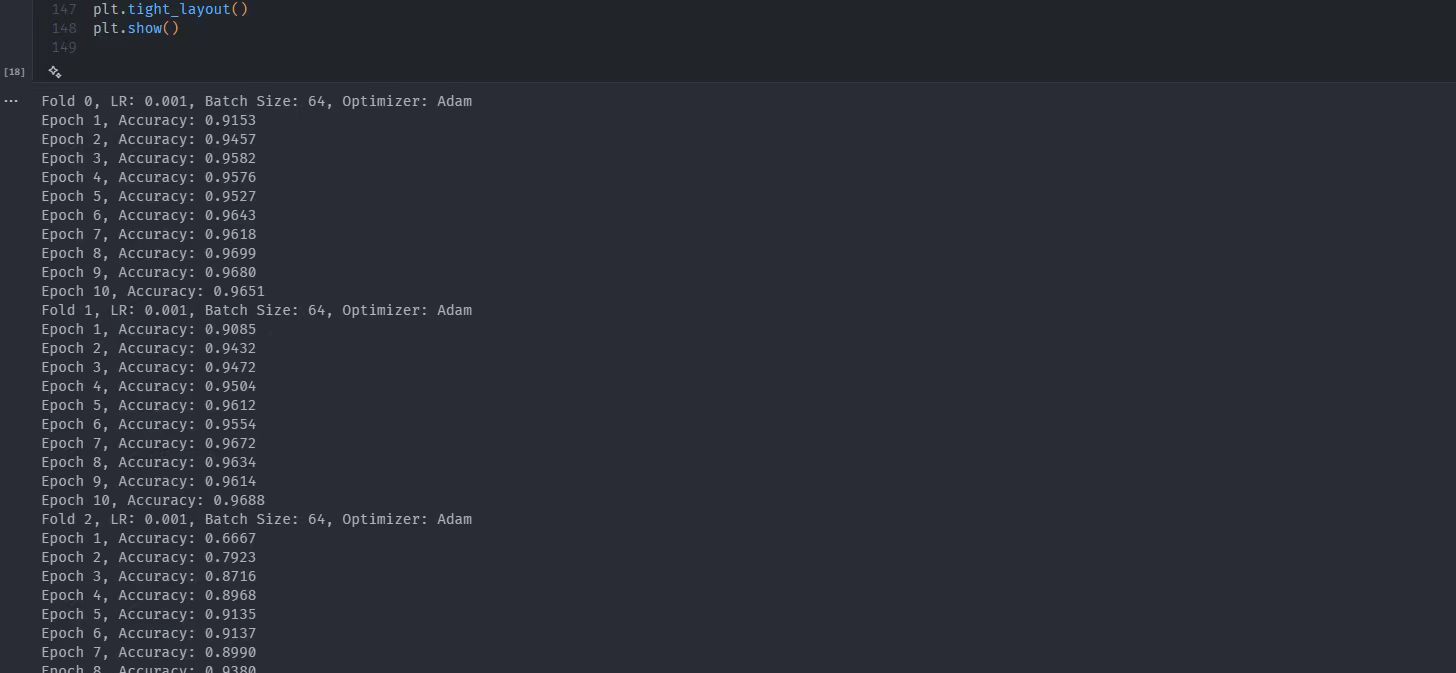 147 plt.tight_layout()
148 plt.show()
149
[18]
...
Fold 0, LR: 0.001, Batch Size: 64, Optimizer: Adam
Epoch 1, Accuracy: 0.9153
Epoch 2, Accuracy: 0.9457
Epoch 3, Accuracy: 0.9582
Epoch 4, Accuracy: 0.9576
Epoch 5, Accuracy: 0.9527
Epoch 6, Accuracy: 0.9643
Epoch 7, Accuracy: 0.9618
Epoch 8, Accuracy: 0.9699
Epoch 9, Accuracy: 0.9680
Epoch 10, Accuracy: 0.9651
Fold 1, LR: 0.001, Batch Size: 64, Optimizer: Adam
Epoch 1, Accuracy: 0.9085
Epoch 2, Accuracy: 0.9432
Epoch 3, Accuracy: 0.9472
Epoch 4, Accuracy: 0.9504
Epoch 5, Accuracy: 0.9612
Epoch 6, Accuracy: 0.9554
Epoch 7, Accuracy: 0.9672
Epoch 8, Accuracy: 0.9634
Epoch 9, Accuracy: 0.9614
Epoch 10, Accuracy: 0.9688
Fold 2, LR: 0.001, Batch Size: 64, Optimizer: Adam
Epoch 1, Accuracy: 0.6667
Epoch 2, Accuracy: 0.7923
Epoch 3, Accuracy: 0.8716
Epoch 4, Accuracy: 0.8968
Epoch 5, Accuracy: 0.9135
Epoch 6, Accuracy: 0.9137
Epoch 7, Accuracy: 0.8990
Epoch 8, Accuracy: 0.9380